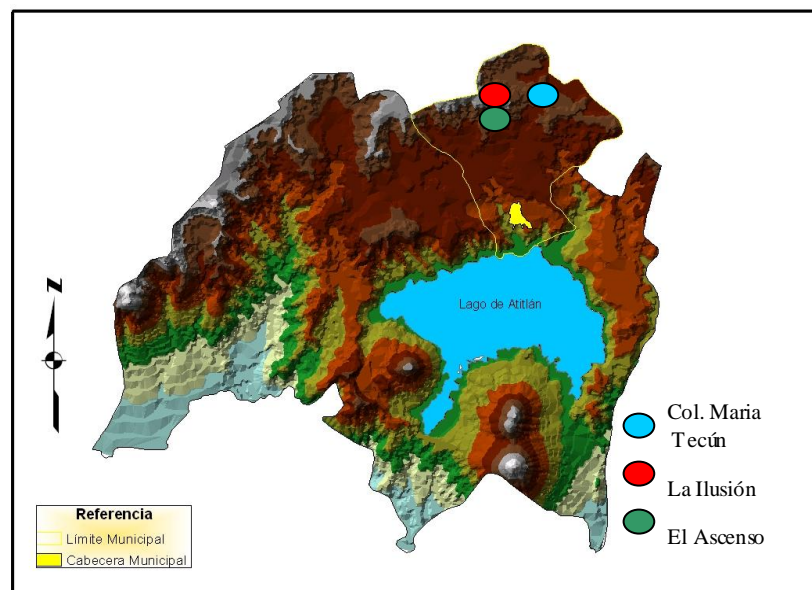 Lago de Atitlán
N
Col. Maria
Tecún
La Ilusión
El Ascenso
Referencia
Límite Municipal
Cabecera Municipal